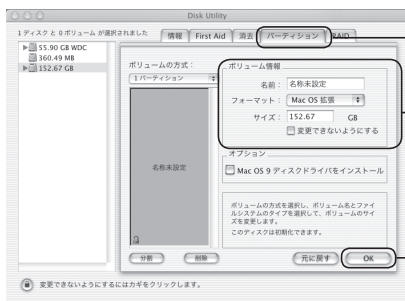 Disk Utility
1 ディスク と 0 ボリューム が選択されました
情報
First Aid
消去
パーティション
RAID
55.90 GB WDC
360.49 MB
152.67 GB
ボリュームの方式：
1 パーティション
名称未設定
分割
削除
ボリューム情報
名前：
名称未設定
フォーマット：
Mac OS 拡張
サイズ：
152.67
GB
変更できないようにする
オプション
Mac OS 9 ディスクドライバをインストール
ボリュームの方式を選択し、ボリューム名とファイ
ルシステムのタイプを選択して、ボリュームのサイ
ズを変更します。
このディスクは初期化できます。
元に戻す
OK
変更できないようにするにはカギをクリックします。